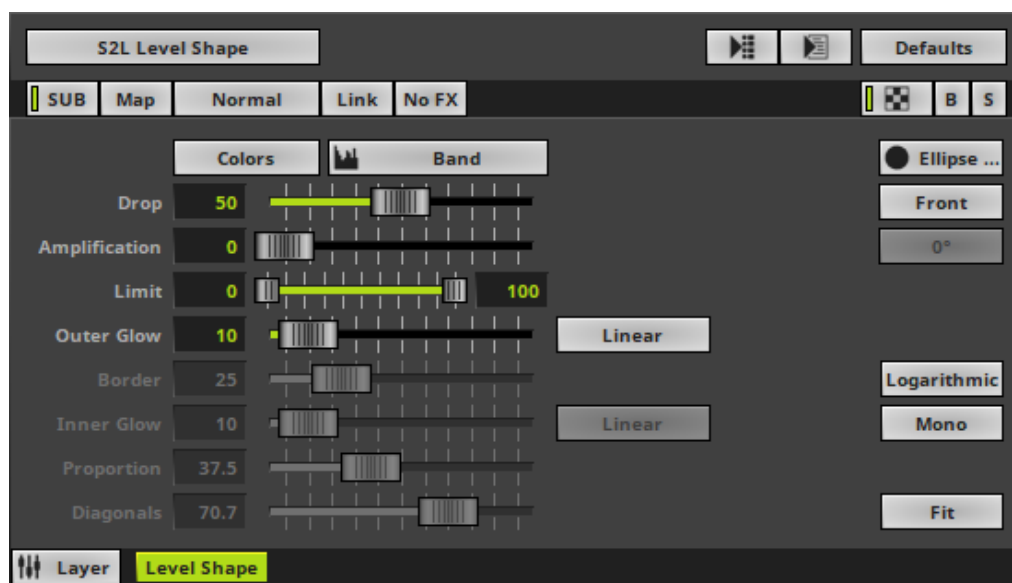 S2L Level Shape Defaults
SUB Map Normal Link No FX B S
Colors Band Ellipse ...
Drop 50 Front
Amplification 0 0°
Limit 0 100
Outer Glow 10 Linear
Border 25 Logarithmic
Inner Glow 10 Linear Mono
Proportion 37.5
Diagonals 70.7 Fit
Layer Level Shape